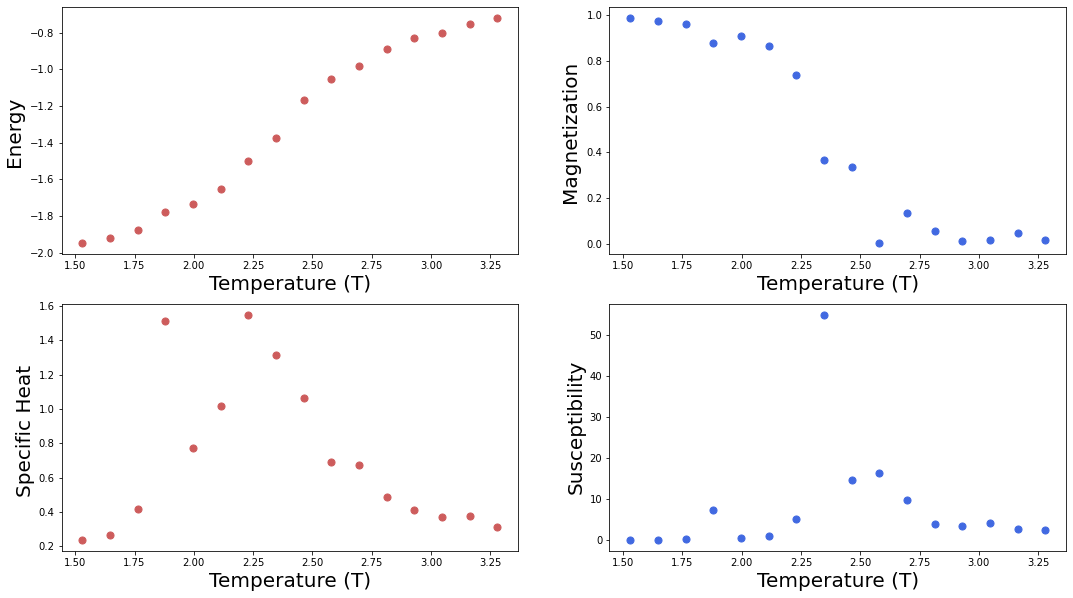 Energy
−0.8
−1.0
−1.2
−1.4
−1.6
−1.8
−2.0
1.50 1.75 2.00 2.25 2.50 2.75 3.00 3.25
Temperature (T)
Magnetization
1.0
0.8
0.6
0.4
0.2
0.0
1.50 1.75 2.00 2.25 2.50 2.75 3.00 3.25
Temperature (T)
Specific Heat
1.6
1.4
1.2
1.0
0.8
0.6
0.4
0.2
1.50 1.75 2.00 2.25 2.50 2.75 3.00 3.25
Temperature (T)
Susceptibility
50
40
30
20
10
0
1.50 1.75 2.00 2.25 2.50 2.75 3.00 3.25
Temperature (T)